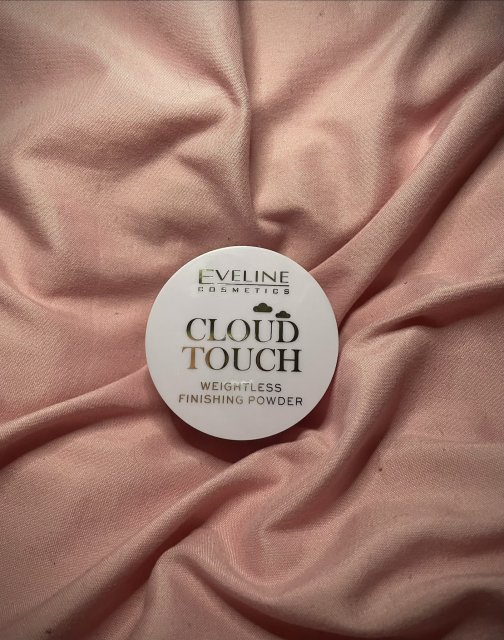 EVELINE
COSMETICS
CLOUD
TOUCH
WEIGHTLESS
FINISHING POWDER